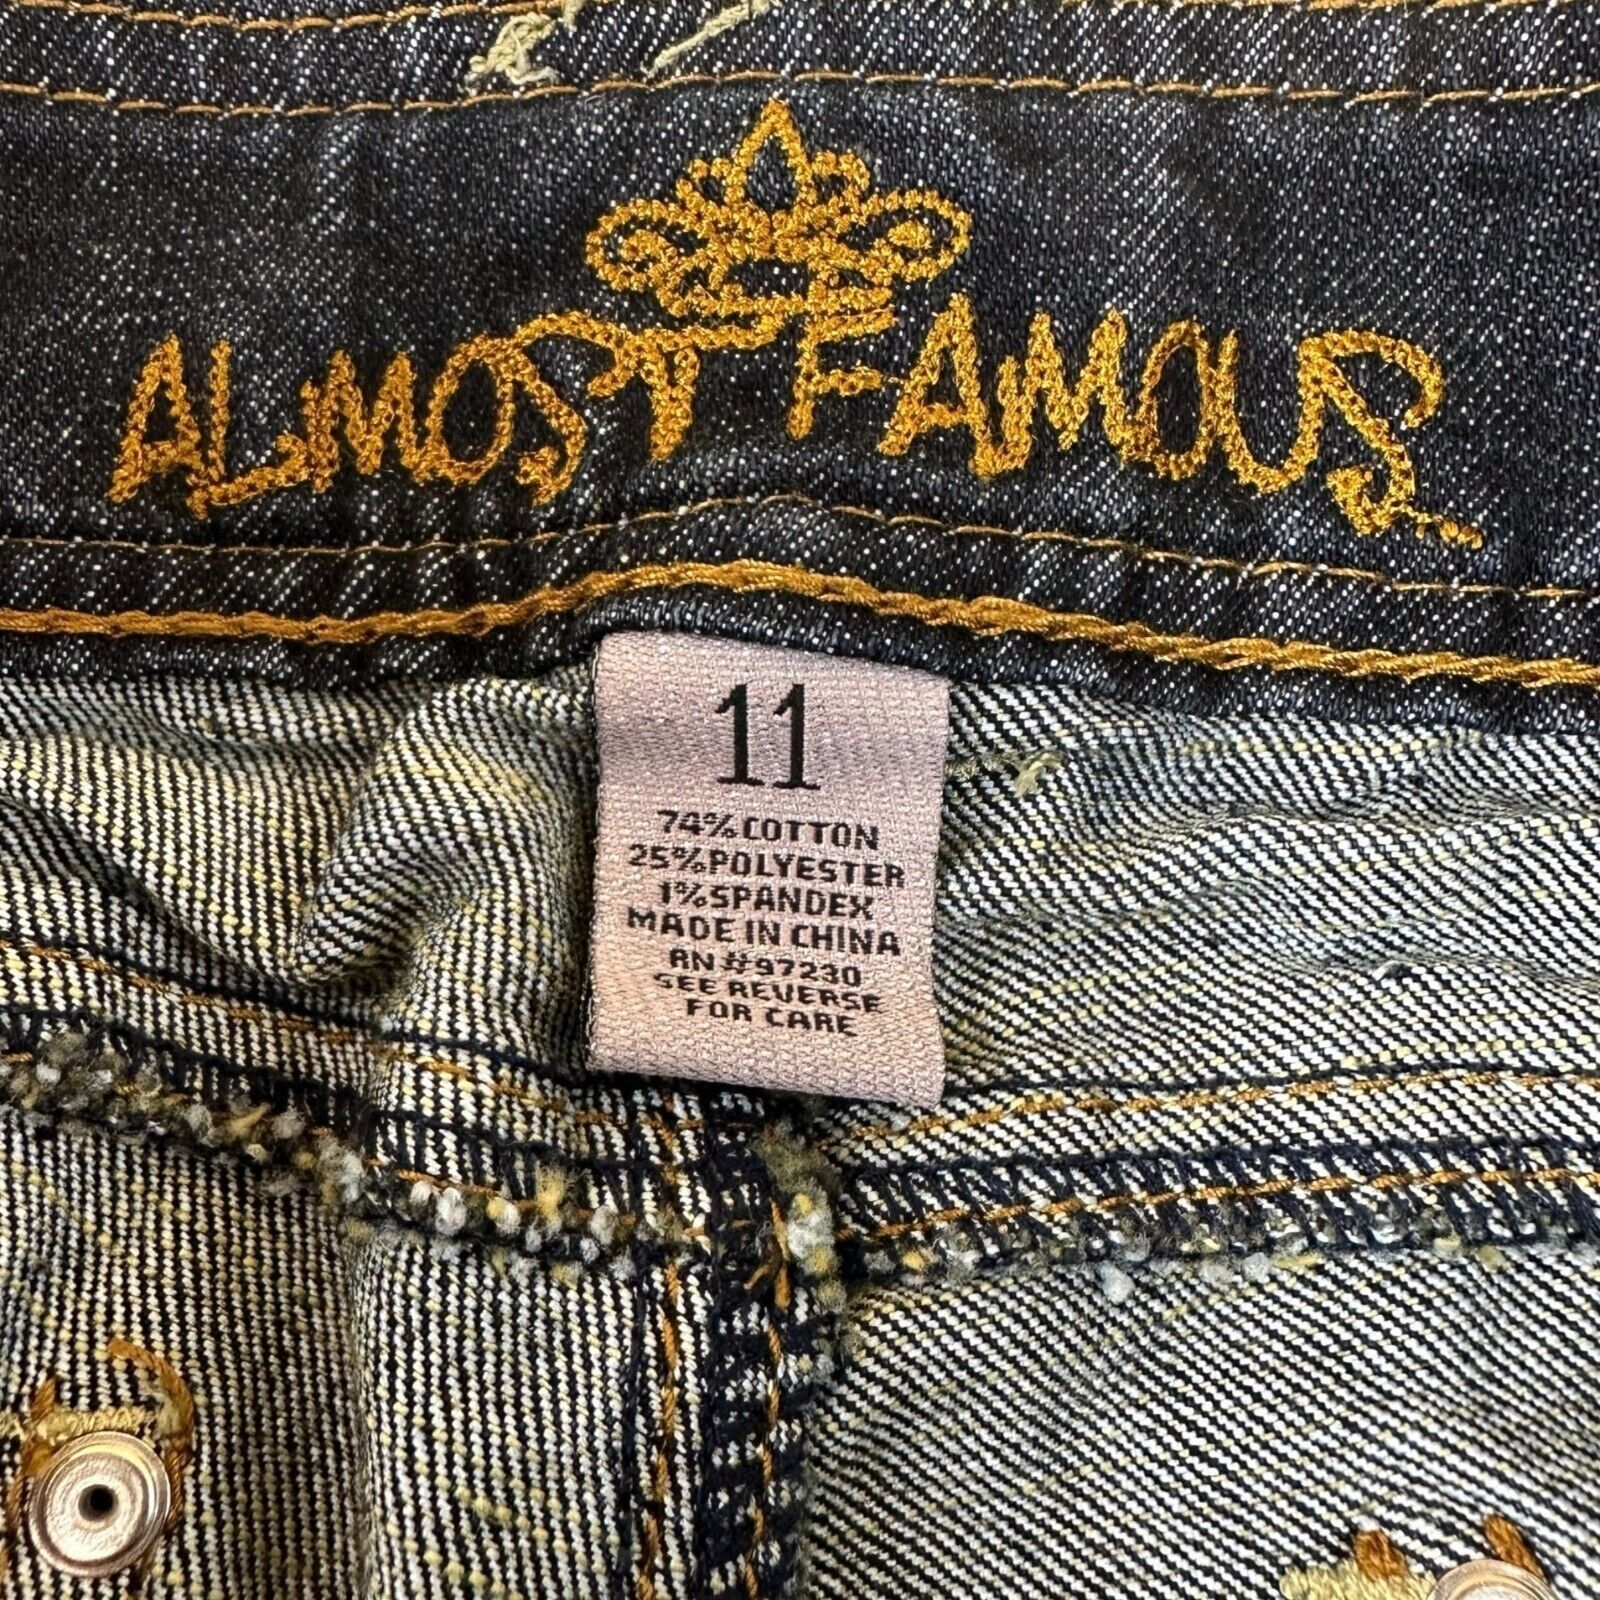 ALMOST FAMOUS
11
74% COTTON
25% POLYESTER
1% SPANDEX
MADE IN CHINA
RN#97230
SEE REVERSE
FOR CARE